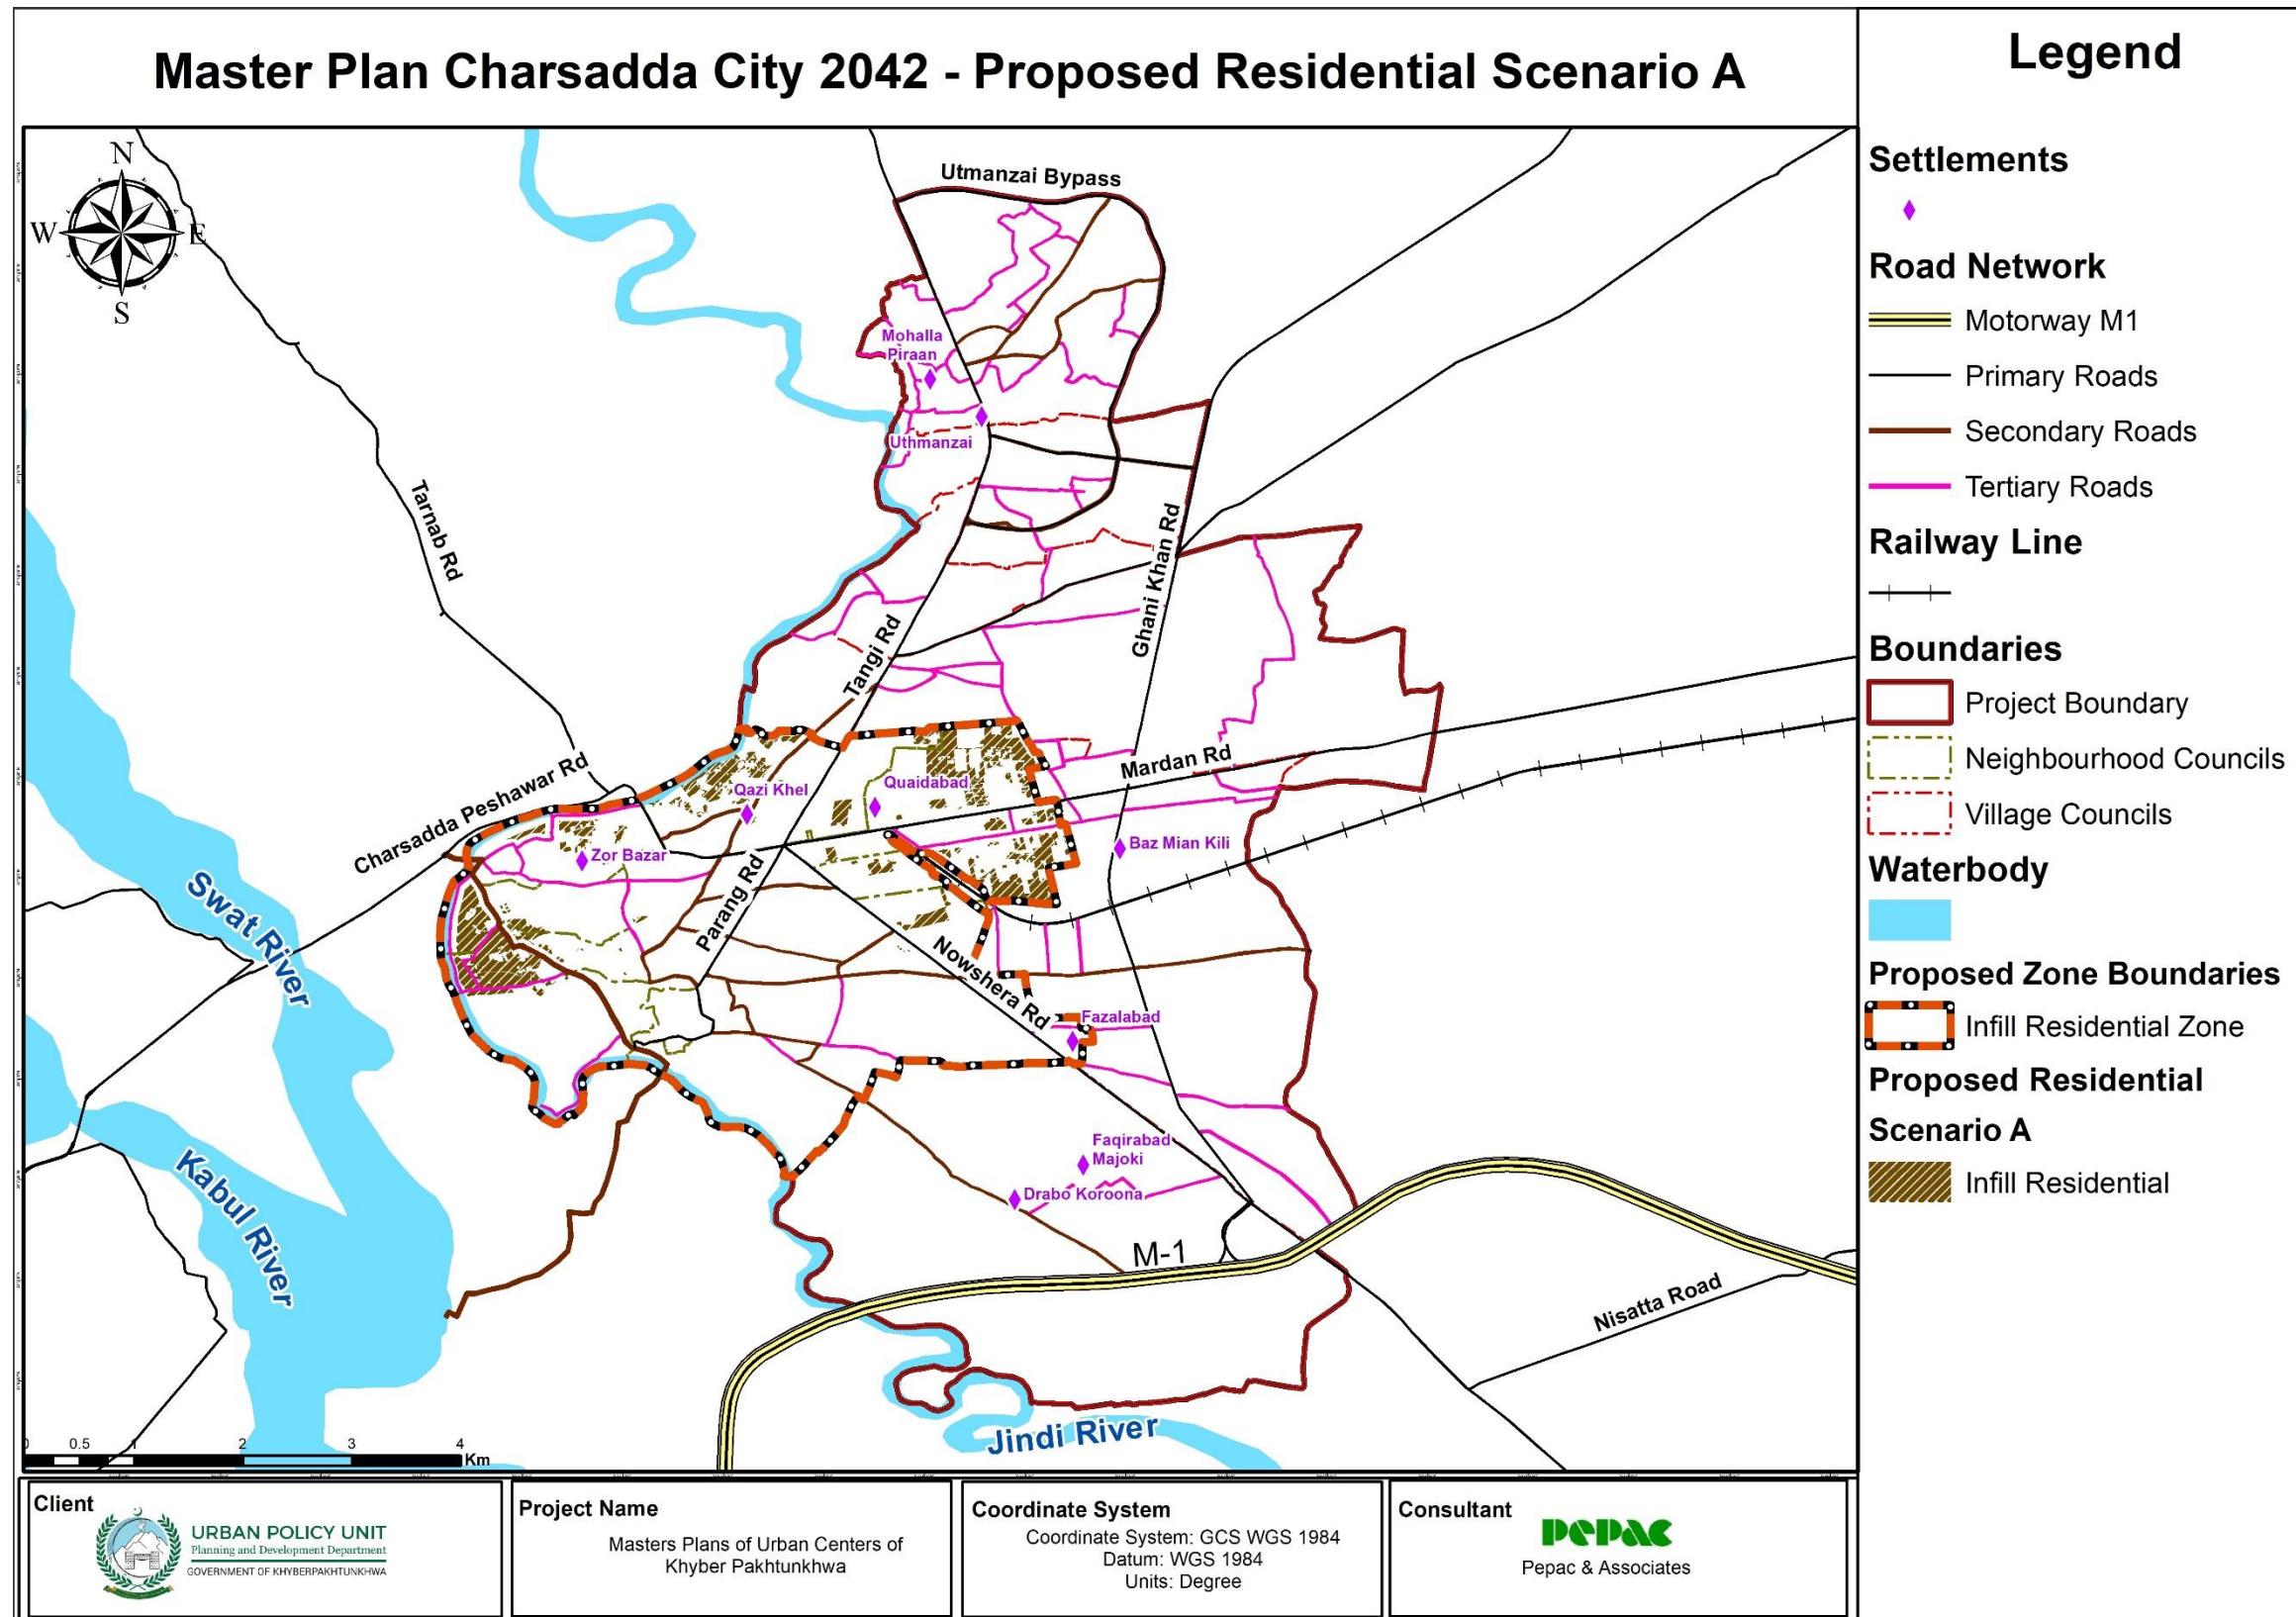 Master Plan Charsadda City 2042 - Proposed Residential Scenario A
N
W
E
S
Utmanzai Bypass
Mohalla
Piraan
Uthmanzai
Tarnab Rd
Ghani Khan Rd
Tangi Rd
Charsadda Peshawar Rd
Mardan Rd
Qazi Khel
Quaidabad
Zor Bazar
Baz Mian Kili
Parang Rd
Swat River
Nowshera Rd
Fazalabad
Faqirabad
Majoki
Drabo Koroona
Kabul River
M-1
Nisatta Road
Jindi River
0 0.5 1 2 3 4
Km
Legend
Settlements
Road Network
Motorway M1
Primary Roads
Secondary Roads
Tertiary Roads
Railway Line
Boundaries
Project Boundary
Neighbourhood Councils
Village Councils
Waterbody
Proposed Zone Boundaries
Infill Residential Zone
Proposed Residential
Scenario A
Infill Residential
Client
URBAN POLICY UNIT
Planning and Development Department
GOVERNMENT OF KHYBERPAKHTUNKHWA
Project Name
Masters Plans of Urban Centers of
Khyber Pakhtunkhwa
Coordinate System
Coordinate System: GCS WGS 1984
Datum: WGS 1984
Units: Degree
Consultant
PEPAC
Pepac & Associates